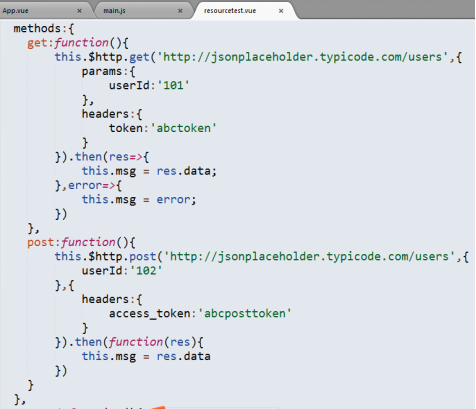 App.vue × main.js × resourcetest.vue ×
methods:{
get:function(){
this.$http.get('http://jsonplaceholder.typicode.com/users',{
params:{
userId:'101'
},
headers:{
token:'abctoken'
}
}).then(res=>{
this.msg = res.data;
},error=>{
this.msg = error;
})
},
post:function(){
this.$http.post('http://jsonplaceholder.typicode.com/users',{
userId:'102'
},{
headers:{
access_token:'abcposttoken'
}
}).then(function(res){
this.msg = res.data
})
}
},